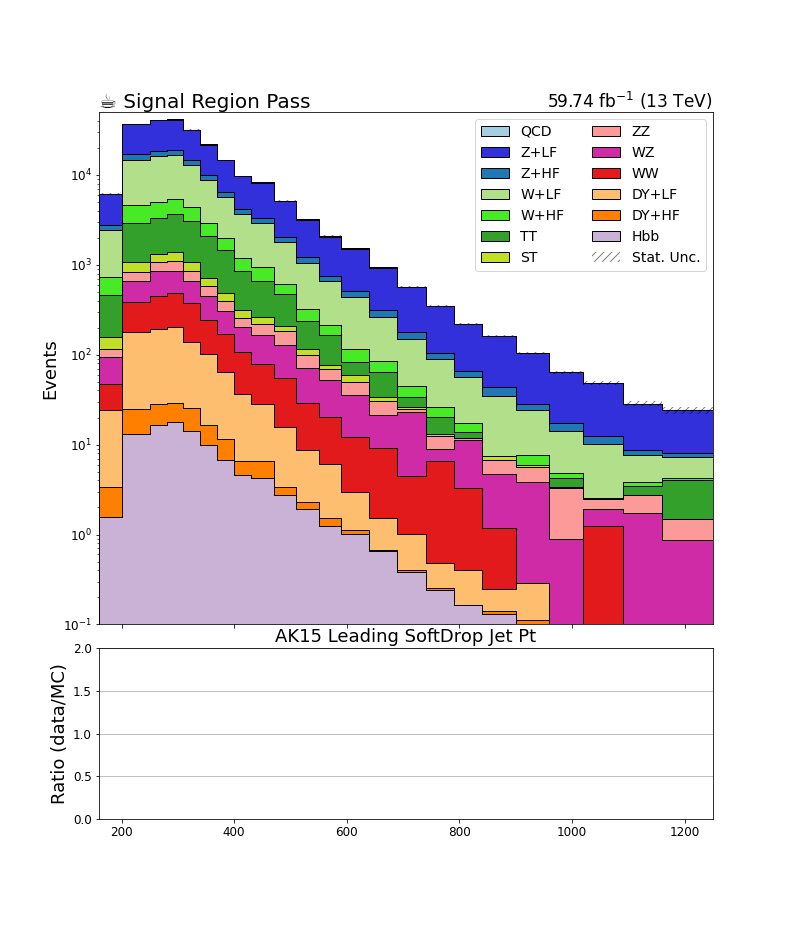 ☕ Signal Region Pass
59.74 fb⁻¹ (13 TeV)
QCD
Z+LF
Z+HF
W+LF
W+HF
TT
ST
ZZ
WZ
WW
DY+LF
DY+HF
Hbb
Stat. Unc.
Events
10⁴
10³
10²
10¹
10⁰
10⁻¹
AK15 Leading SoftDrop Jet Pt
Ratio (data/MC)
2.0
1.5
1.0
0.5
0.0
200 400 600 800 1000 1200